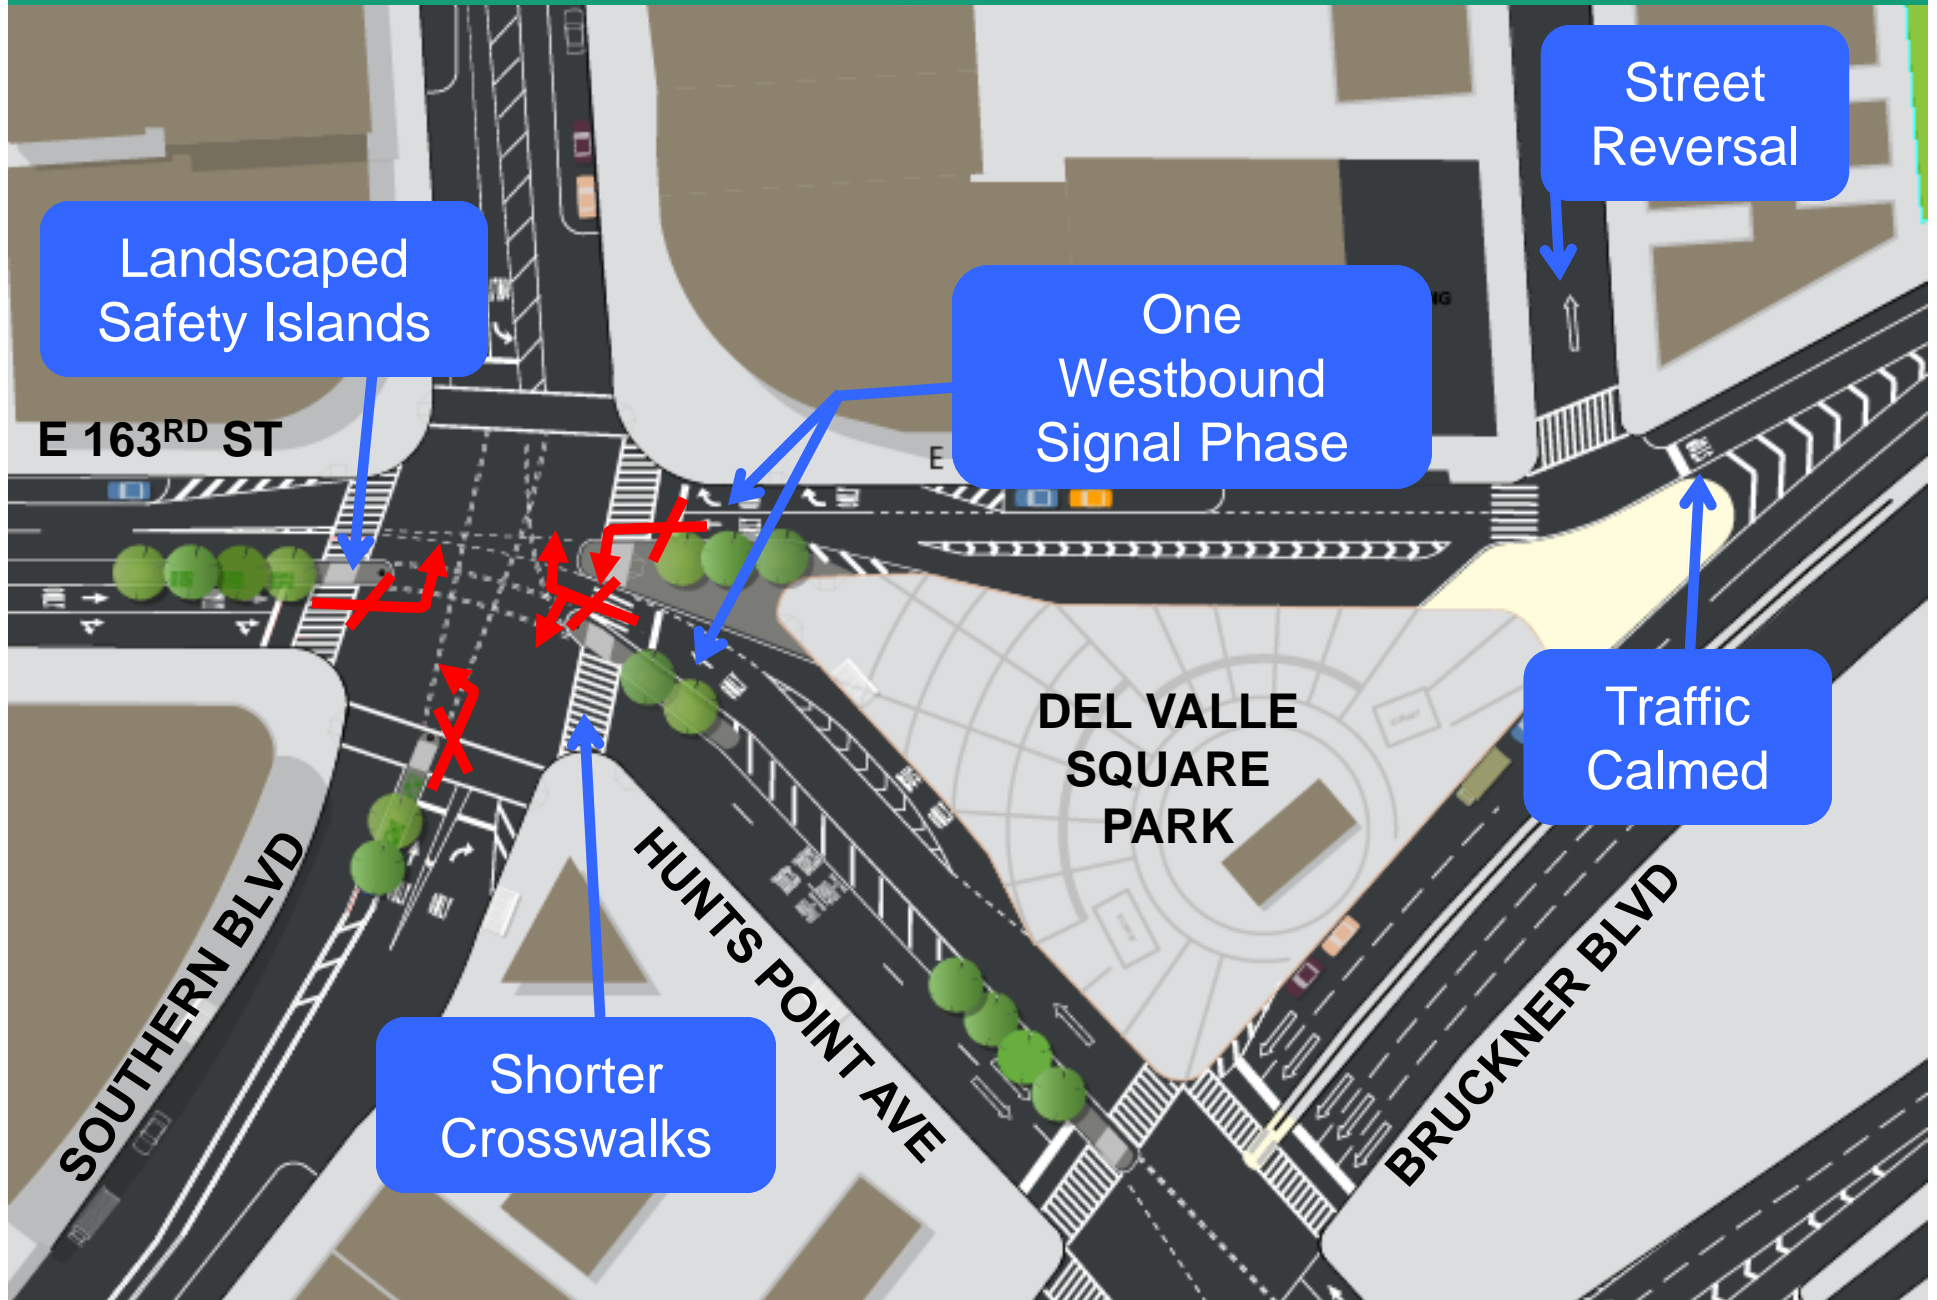 Street
Reversal
Landscaped
Safety Islands
One
Westbound
Signal Phase
E 163RD ST
E
DEL VALLE
SQUARE
PARK
Traffic
Calmed
SOUTHERN BLVD
HUNTS POINT AVE
BRUCKNER BLVD
Shorter
Crosswalks